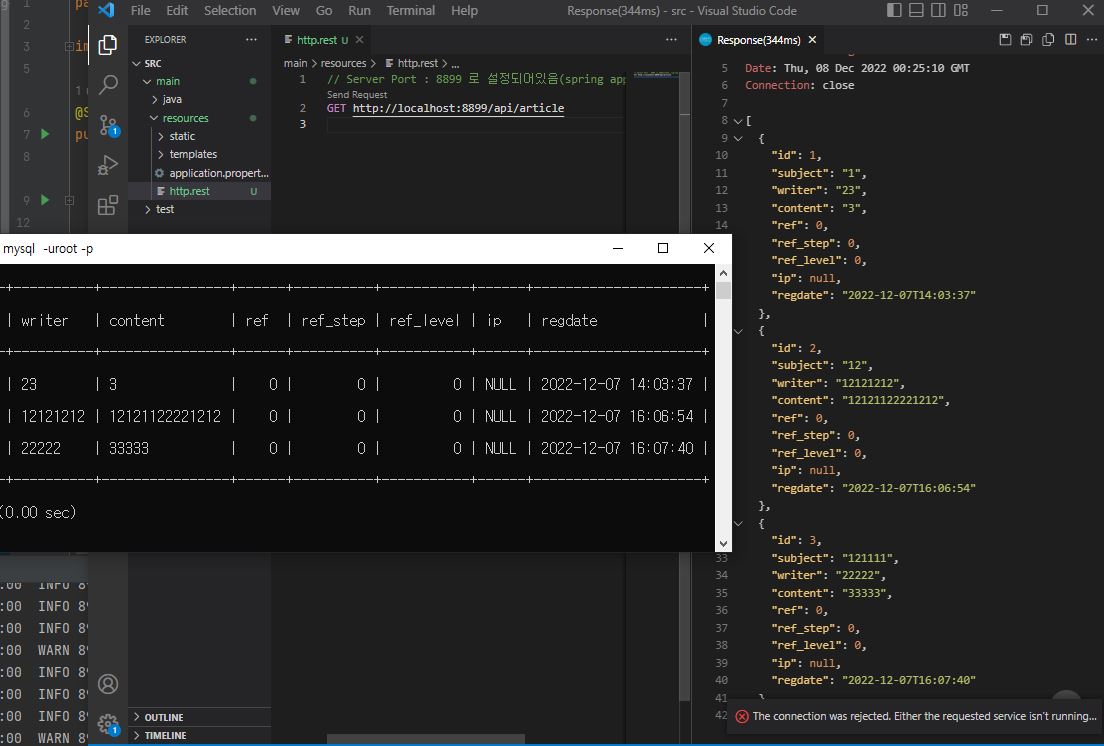 File Edit Selection View Go Run Terminal Help
Response(344ms) - src - Visual Studio Code
EXPLORER
SRC
main
java
resources
static
templates
application.propert...
http.rest U
test
OUTLINE
TIMELINE
http.rest U
main > resources > http.rest > ...
1 // Server Port : 8899 로 설정되어있음(spring app
Send Request
2 GET http://localhost:8899/api/article
3
Response(344ms)
5 Date: Thu, 08 Dec 2022 00:25:10 GMT
6 Connection: close
7
8 [
9 {
10 "id": 1,
11 "subject": "1",
12 "writer": "23",
13 "content": "3",
14 "ref": 0,
"ref_step": 0,
"ref_level": 0,
"ip": null,
"regdate": "2022-12-07T14:03:37"
},
{
"id": 2,
"subject": "12",
"writer": "12121212",
"content": "12121122221212",
"ref": 0,
"ref_step": 0,
"ref_level": 0,
"ip": null,
"regdate": "2022-12-07T16:06:54"
},
{
"id": 3,
33 "subject": "121111",
34 "writer": "22222",
35 "content": "33333",
36 "ref": 0,
37 "ref_step": 0,
38 "ref_level": 0,
39 "ip": null,
40 "regdate": "2022-12-07T16:07:40"
41 }
42
The connection was rejected. Either the requested service isn't running...
mysql -uroot -p
| writer | content | ref | ref_step | ref_level | ip | regdate |
| 23 | 3 | 0 | 0 | 0 | NULL | 2022-12-07 14:03:37 |
| 12121212 | 12121122221212 | 0 | 0 | 0 | NULL | 2022-12-07 16:06:54 |
| 22222 | 33333 | 0 | 0 | 0 | NULL | 2022-12-07 16:07:40 |
(0.00 sec)
:00 INFO
:00 INFO
:00 INFO
:00 WARN
:00 INFO
:00 INFO
:00 INFO
:00 WARN